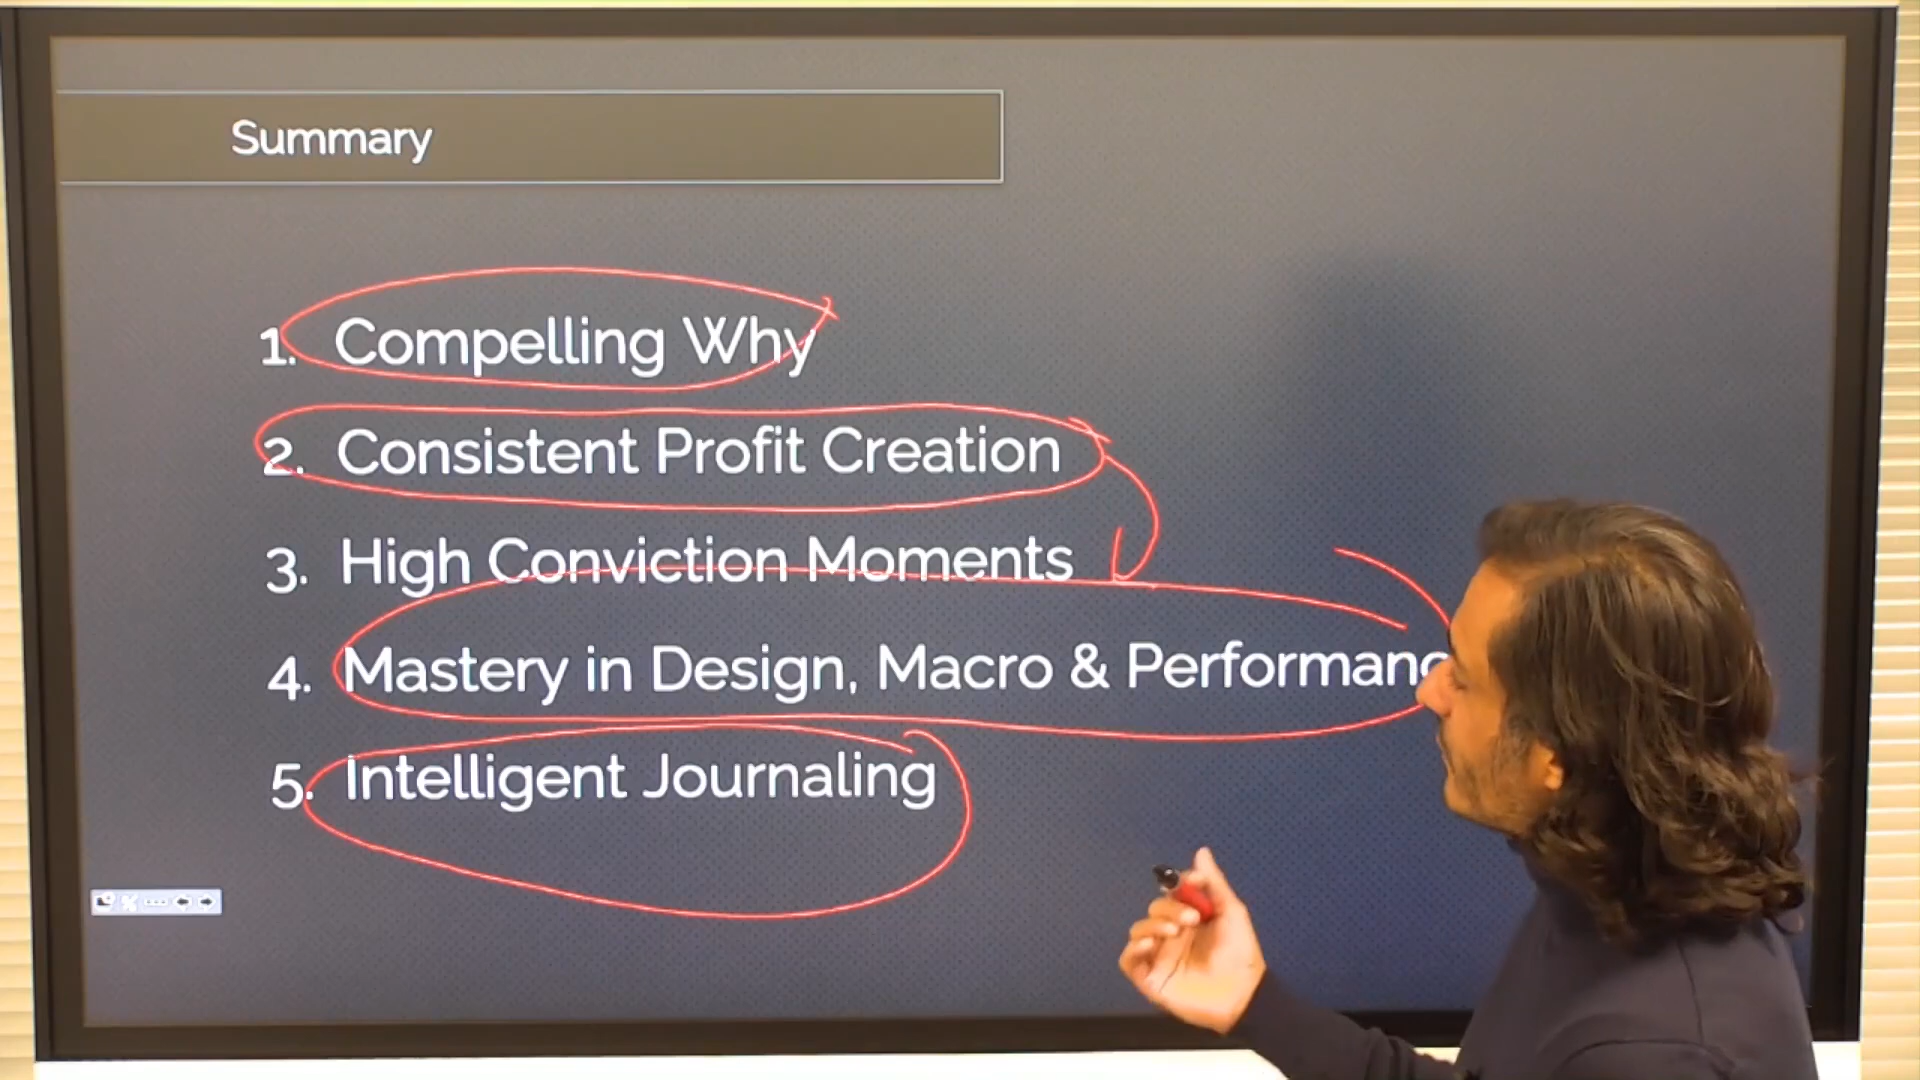 Summary
1. Compelling Why
2. Consistent Profit Creation
3. High Conviction Moments
4. Mastery in Design, Macro &
5. Intelligent Journaling